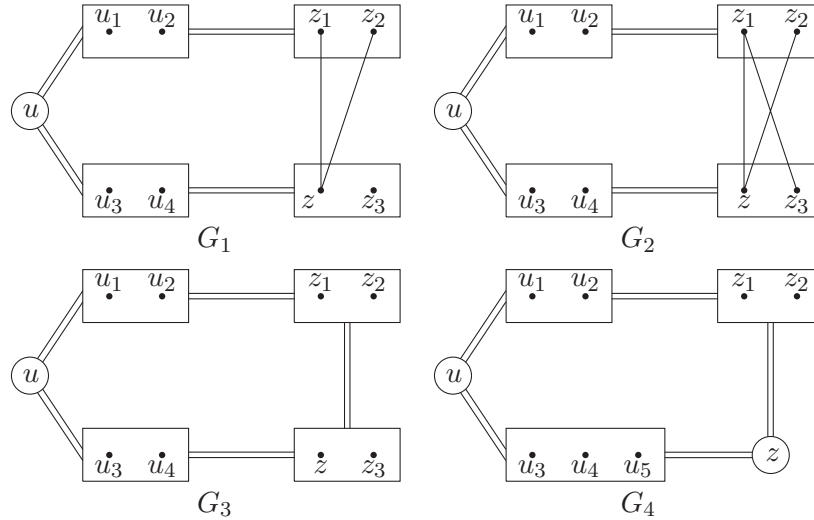 u₁ u₂ z₁ z₂
u
u₃ u₄ z z₃
G₁
u₁ u₂ z₁ z₂
u
u₃ u₄ z z₃
G₂
u₁ u₂ z₁ z₂
u
u₃ u₄ z z₃
G₃
u₁ u₂ z₁ z₂
u
u₃ u₄ u₅ z
G₄